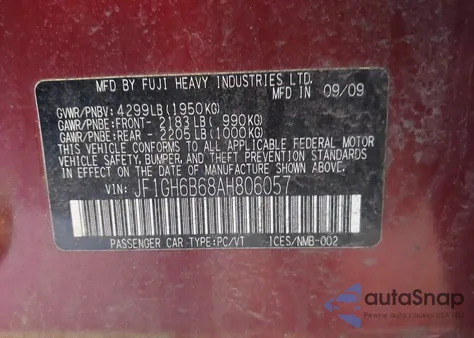 MFD BY FUJI HEAVY INDUSTRIES LTD. 09/09
GVWR/PNBV: 4299LB(1950KG)
GAWR/PNBE:FRONT- 2183LB( 990KG)
GAWR/PNBE:REAR - 2205LB(1000KG)
THIS VEHICLE CONFORMS TO ALL APPLICABLE FEDERAL MOTOR
VEHICLE SAFETY, BUMPER, AND THEFT PREVENTION STANDARDS
IN EFFECT ON THE DATE OF MANUFACTURE SHOWN ABOVE.
VIN: JF1GH6B68AH806057
PASSENGER CAR TYPE:PC/VT ICES/NMB-002
autoSnap